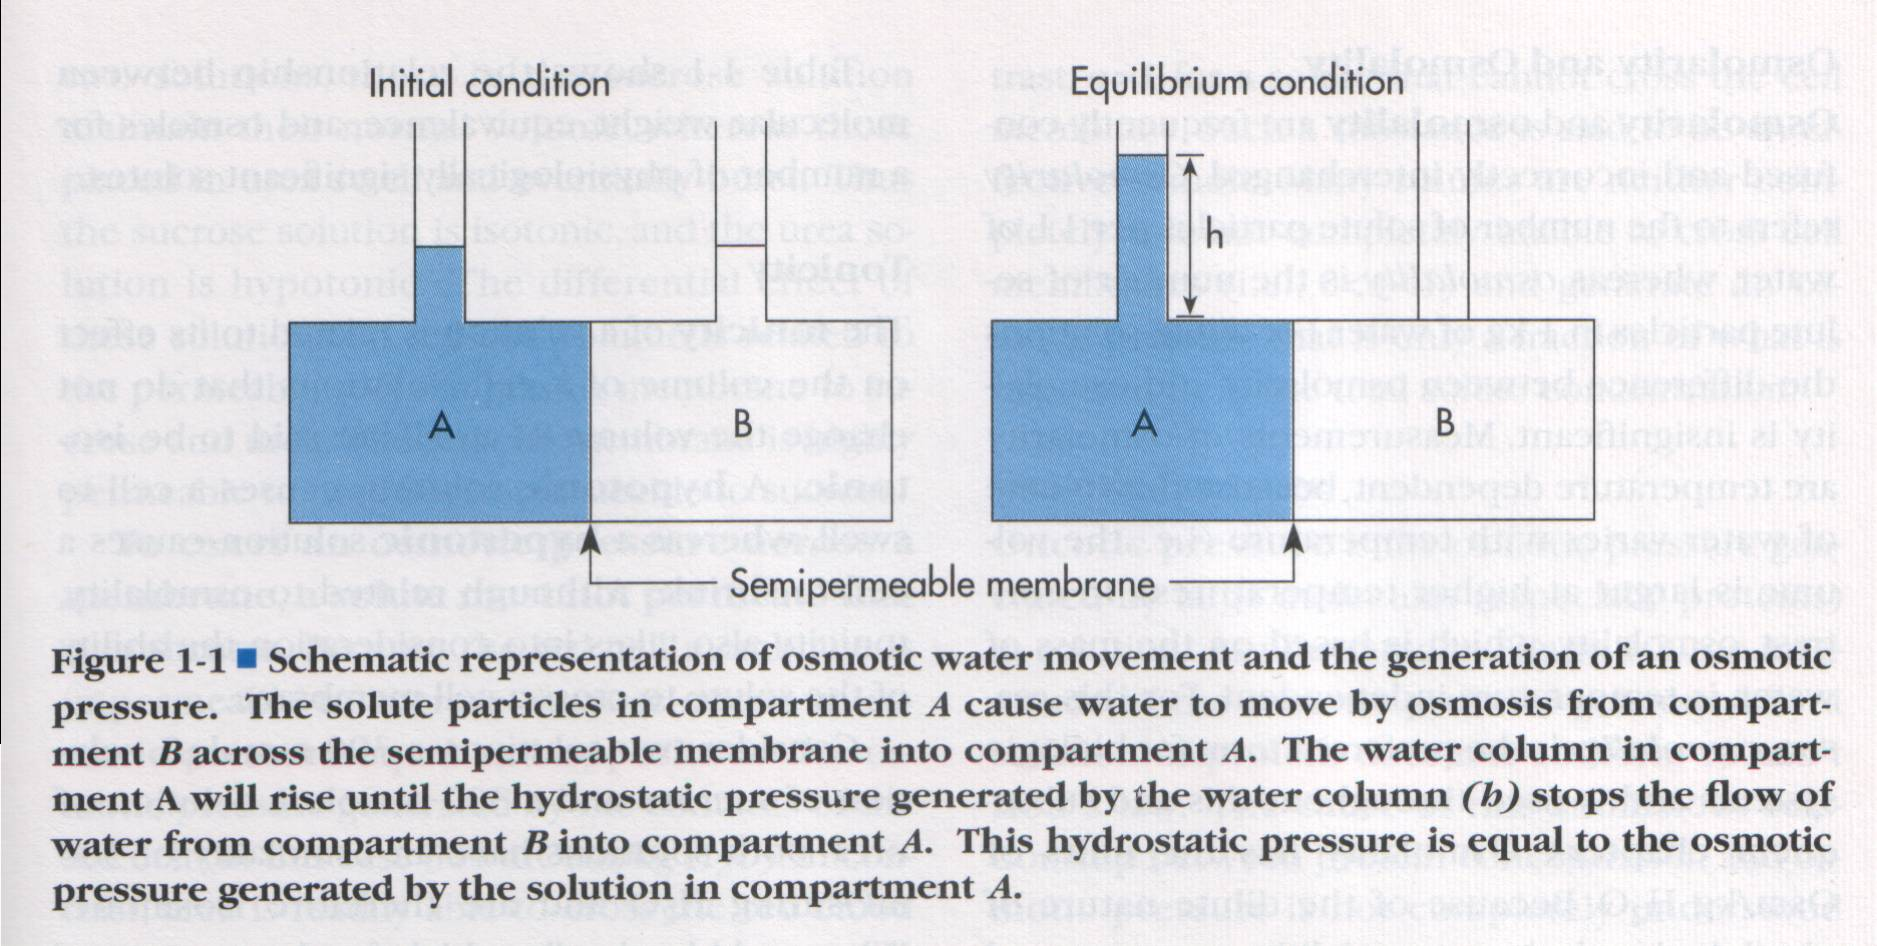 Initial condition
Equilibrium condition
h
A
B
A
B
Semipermeable membrane
Figure 1-1 ■ Schematic representation of osmotic water movement and the generation of an osmotic
pressure. The solute particles in compartment A cause water to move by osmosis from compart-
ment B across the semipermeable membrane into compartment A. The water column in compart-
ment A will rise until the hydrostatic pressure generated by the water column (h) stops the flow of
water from compartment B into compartment A. This hydrostatic pressure is equal to the osmotic
pressure generated by the solution in compartment A.